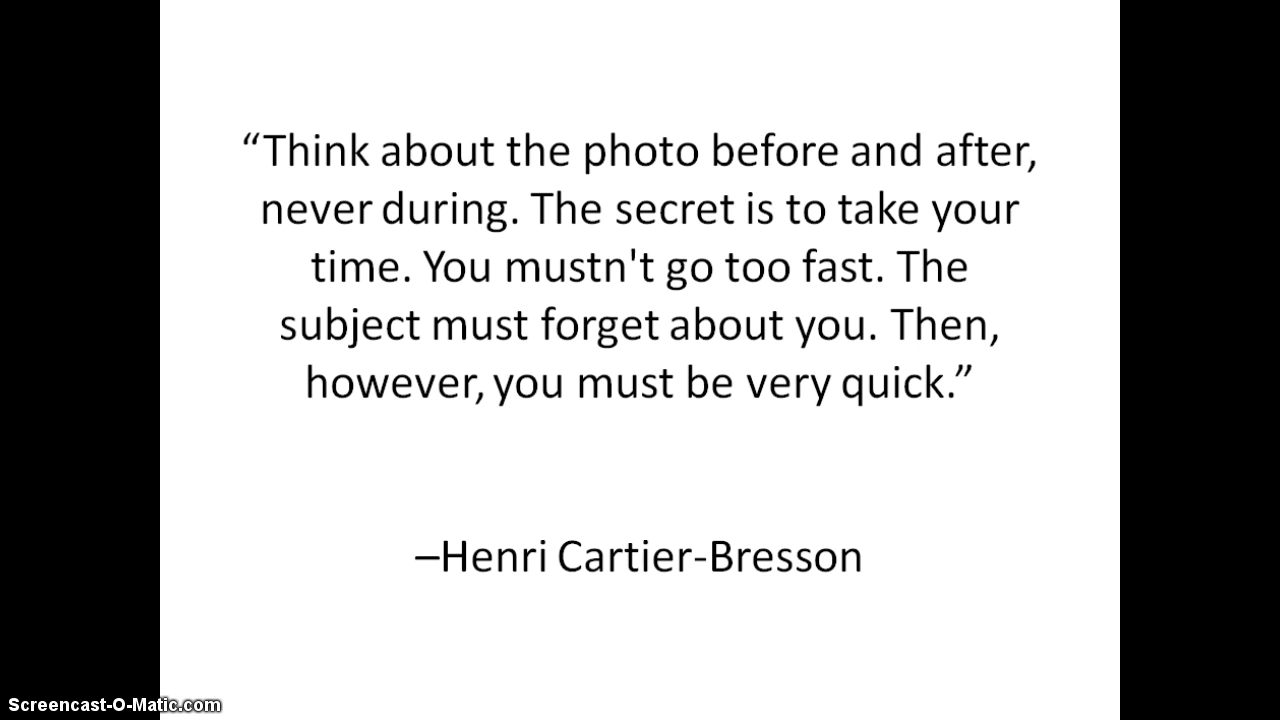 “Think about the photo before and after,
never during. The secret is to take your
time. You mustn't go too fast. The
subject must forget about you. Then,
however, you must be very quick.”
–Henri Cartier-Bresson
Screencast-O-Matic.com